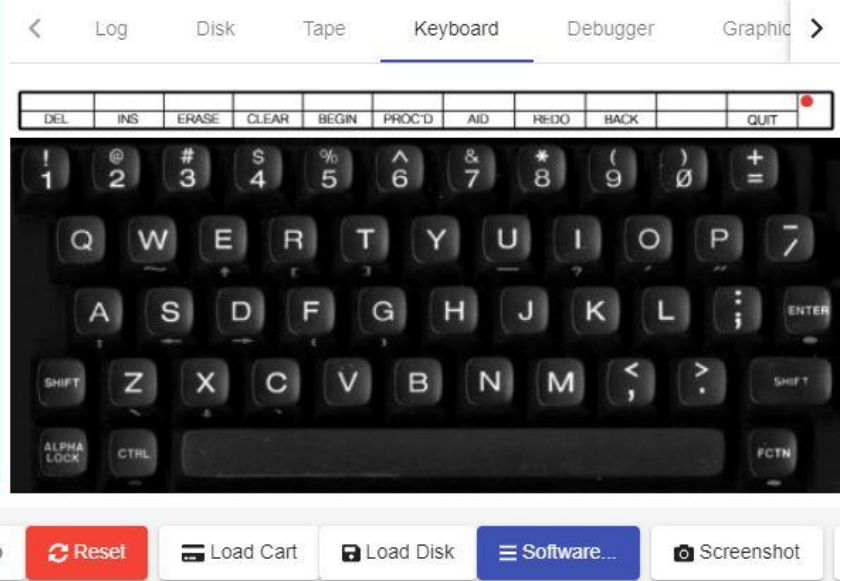 Log Disk Tape Keyboard Debugger Graphic
DEL INS ERASE CLEAR BEGIN PROC'D AID REDO BACK QUIT
! @ # $ % ^ & * ( ) +
1 2 3 4 5 6 7 8 9 Ø =
Q W E R T Y U I O P - /
~ [ ] _ ? ' "
A S D F G H J K L : ; ENTER
{ }
SHIFT Z X C V B N M < , > . SHIFT
\ `
ALPHA LOCK CTRL FCTN
Reset Load Cart Load Disk Software... Screenshot